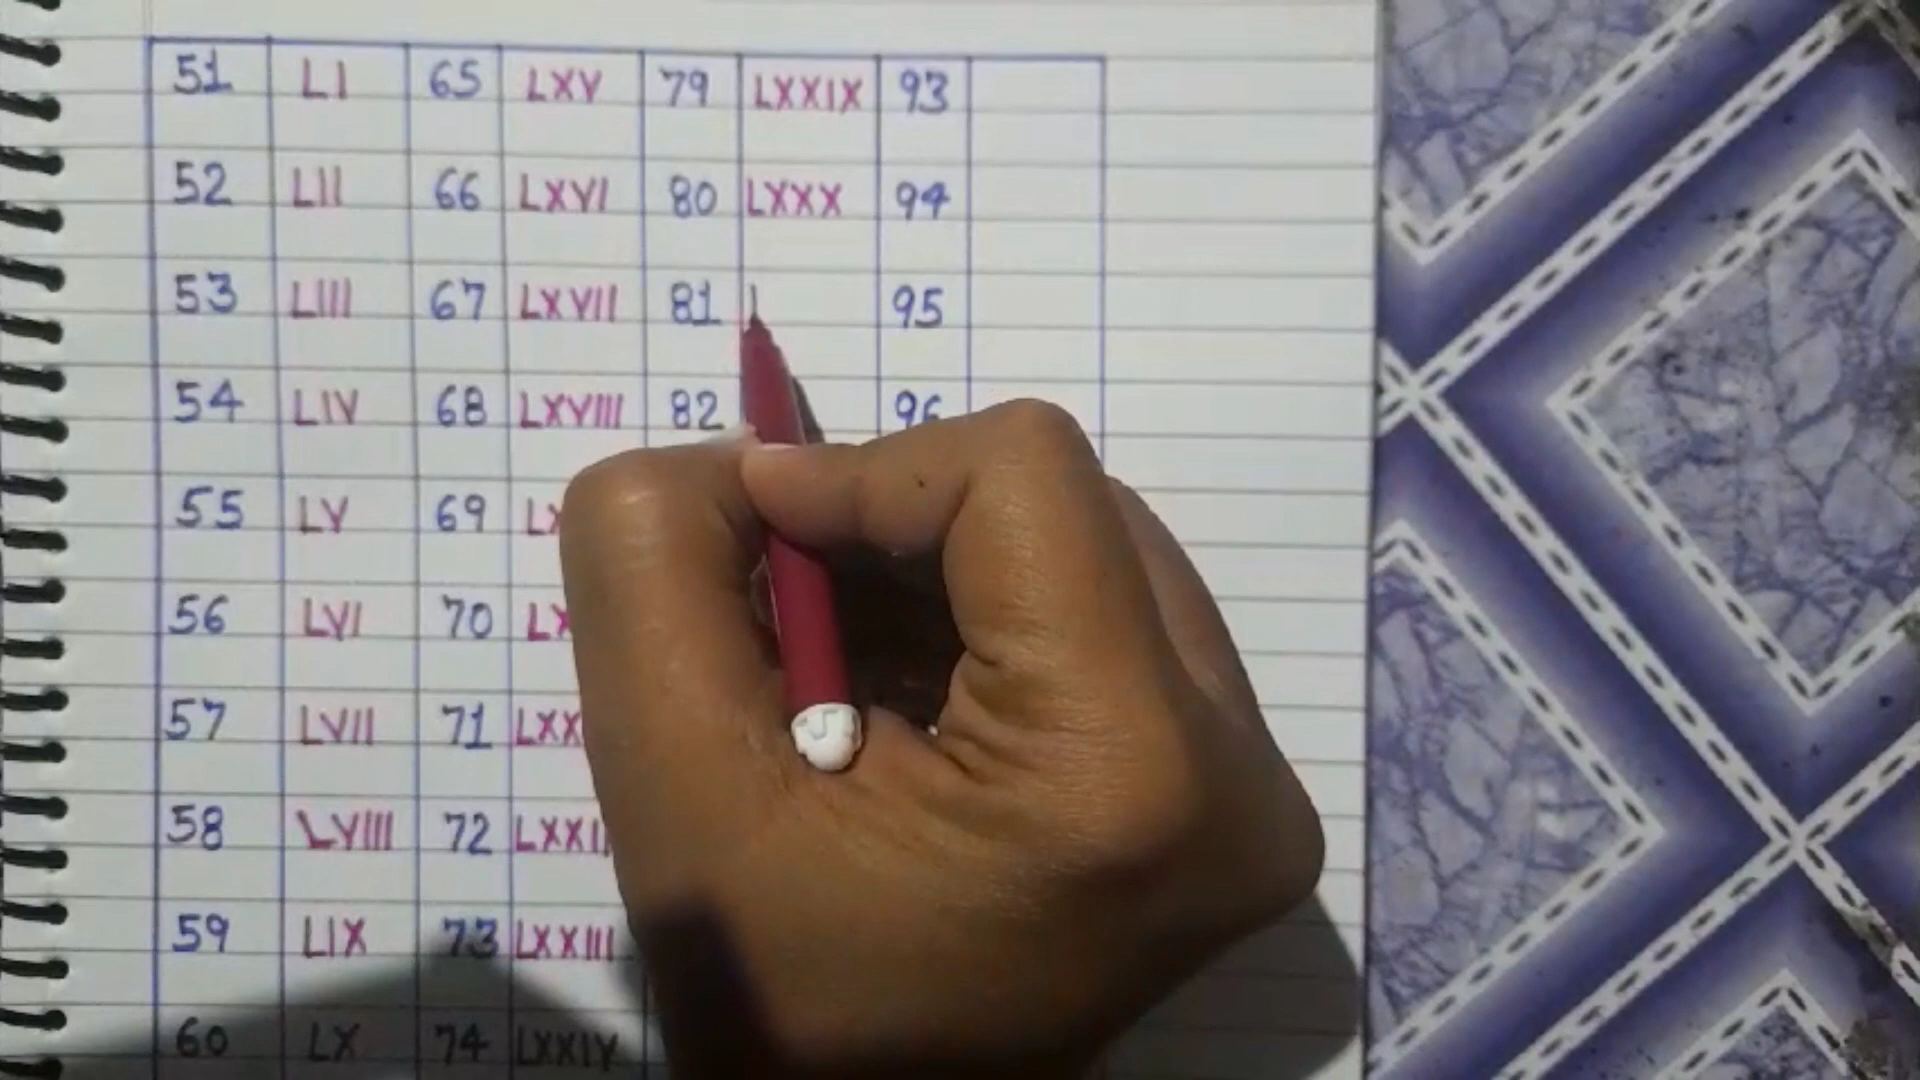 51 LI 65 LXV 79 LXXIX 93
52 LII 66 LXVI 80 LXXX 94
53 LIII 67 LXVII 81 95
54 LIV 68 LXVIII 82 96
55 LV 69
56 LVI 70
57 LVII 71
58 LVIII 72
59 LIX 73 LXXIII
60 LX 74 LXXIV